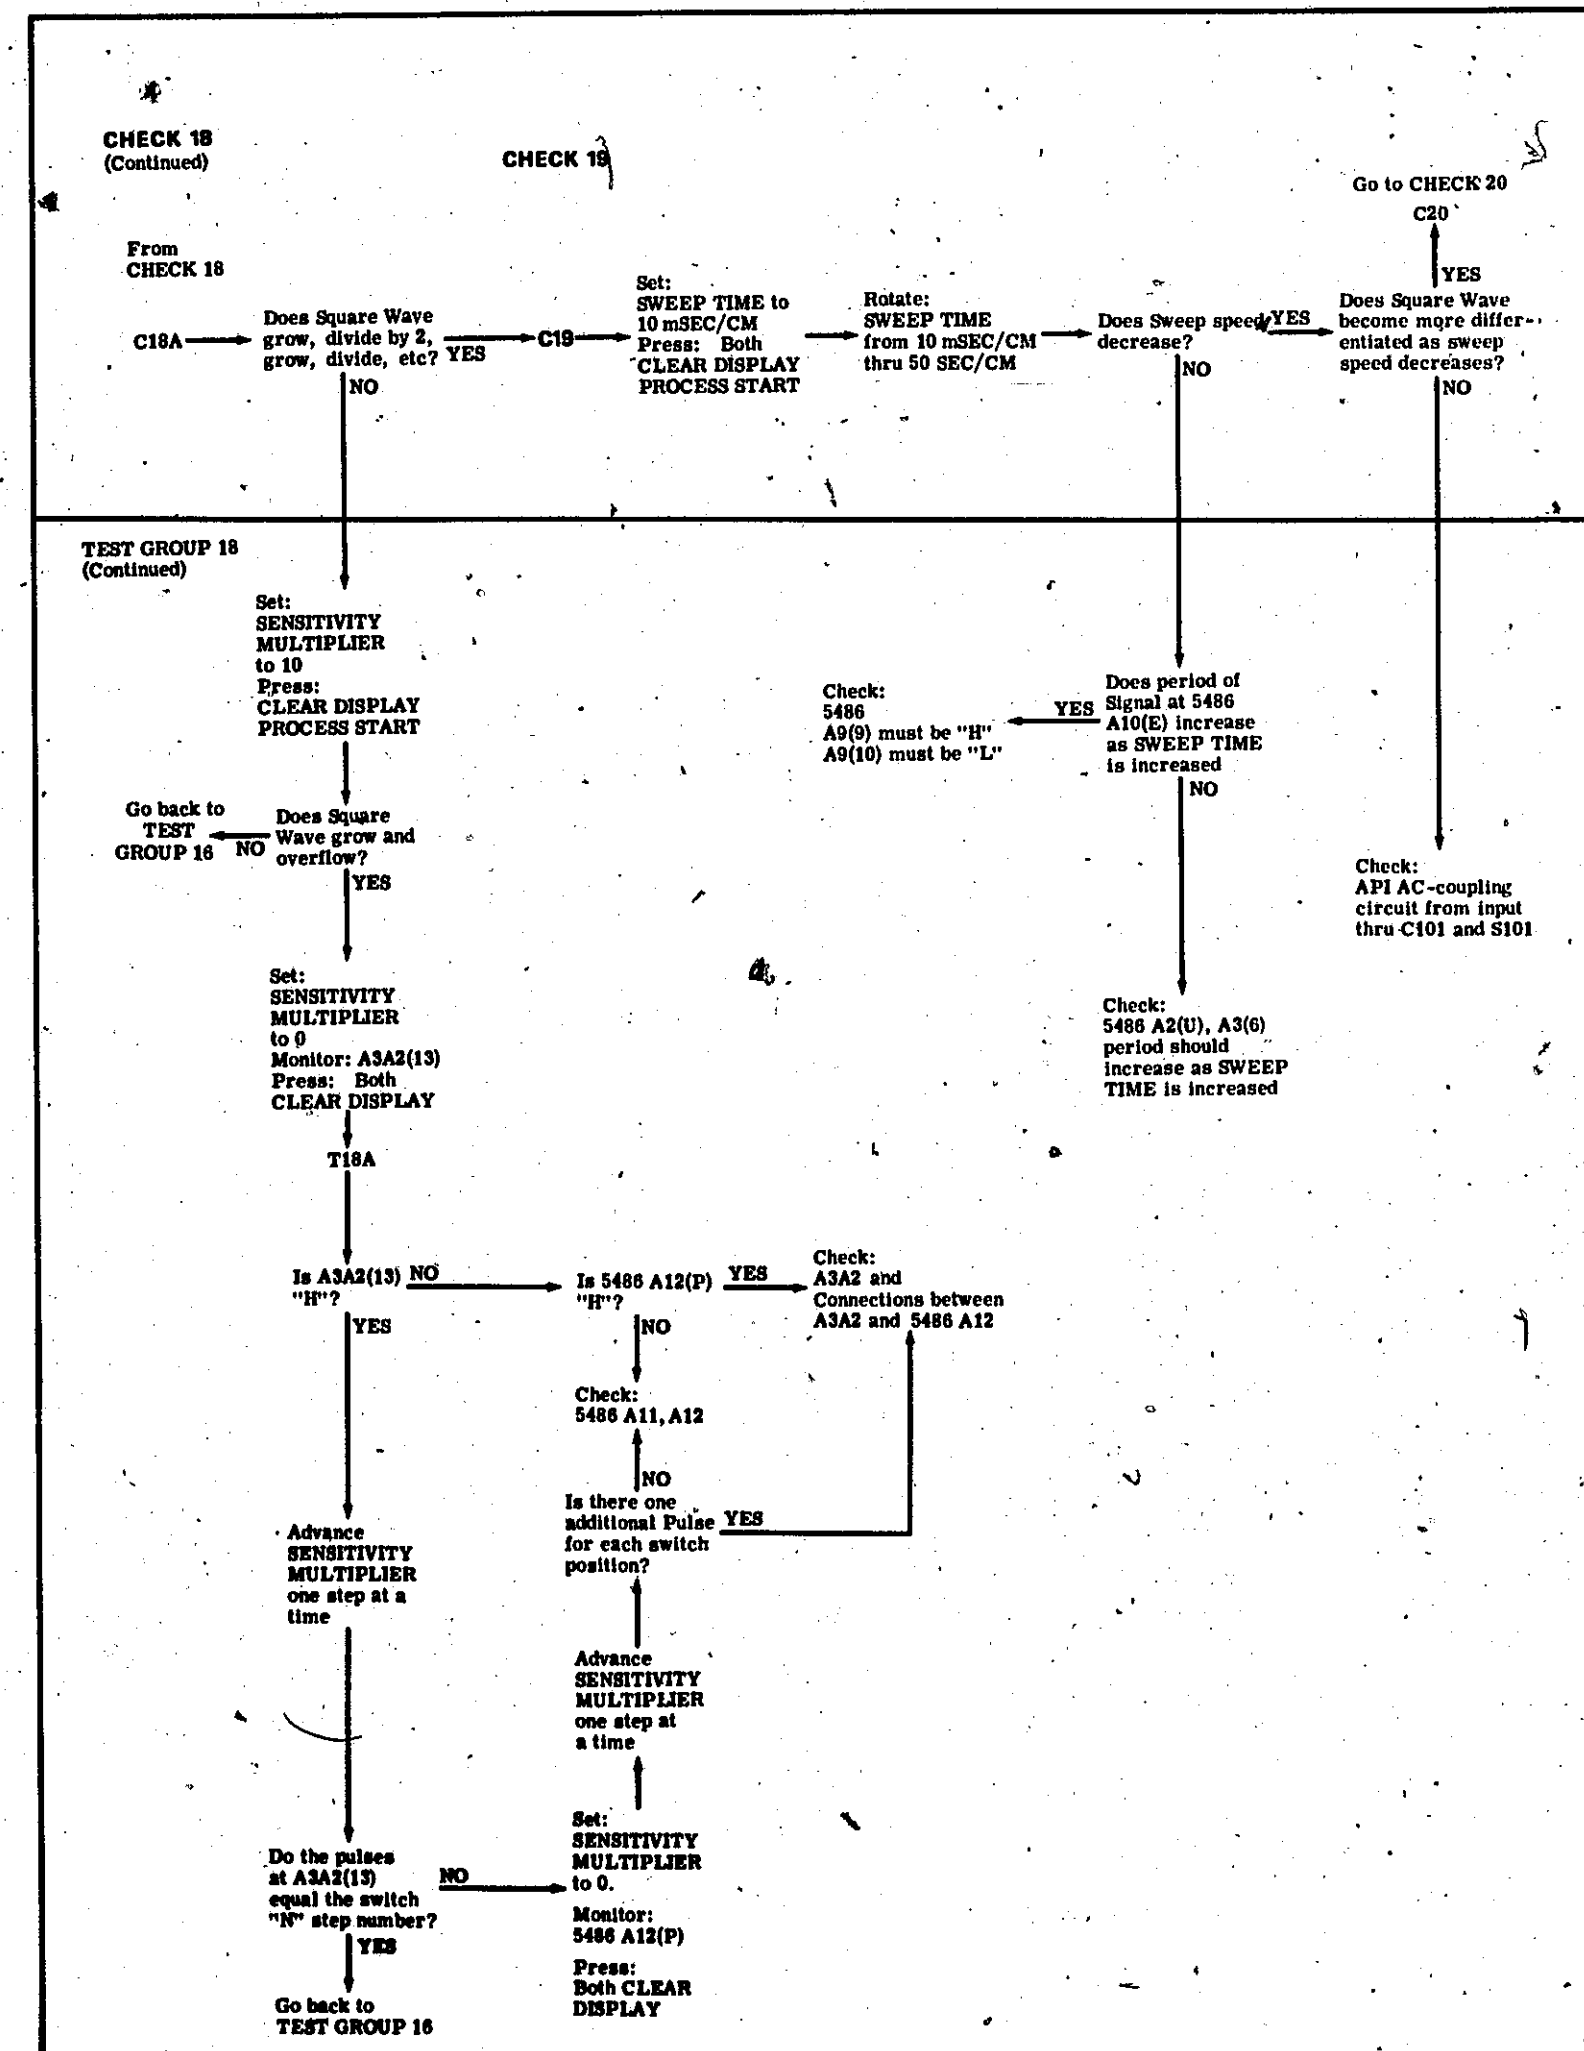 CHECK 18
(Continued)
CHECK 19
Go to CHECK 20
C20
From
CHECK 18
C18A
Does Square Wave
grow, divide by 2,
grow, divide, etc?
YES
NO
C19
Set:
SWEEP TIME to
10 mSEC/CM
Press: Both
CLEAR DISPLAY
PROCESS START
Rotate:
SWEEP TIME
from 10 mSEC/CM
thru 50 SEC/CM
Does Sweep speed
decrease?
YES
NO
YES
Does Square Wave
become more differ-
entiated as sweep
speed decreases?
NO
TEST GROUP 18
(Continued)
Set:
SENSITIVITY
MULTIPLIER
to 10
Press:
CLEAR DISPLAY
PROCESS START
Go back to
TEST
GROUP 16
NO
Does Square
Wave grow and
overflow?
YES
Set:
SENSITIVITY
MULTIPLIER
to 0
Monitor: A3A2(13)
Press: Both
CLEAR DISPLAY
T18A
Check:
5486
A9(9) must be "H"
A9(10) must be "L"
YES
Does period of
Signal at 5486
A10(E) increase
as SWEEP TIME
is increased
NO
Check:
API AC-coupling
circuit from input
thru C101 and S101
Check:
5486 A2(U), A3(6)
period should
increase as SWEEP
TIME is increased
Is A3A2(13)
"H"?
NO
YES
Is 5486 A12(P)
"H"?
YES
NO
Check:
A3A2 and
Connections between
A3A2 and 5486 A12
Check:
5486 A11, A12
NO
Is there one
additional Pulse
for each switch
position?
YES
Advance
SENSITIVITY
MULTIPLIER
one step at a
time
Advance
SENSITIVITY
MULTIPLIER
one step at
a time
Do the pulses
at A3A2(13)
equal the switch
"N" step number?
NO
YES
Set:
SENSITIVITY
MULTIPLIER
to 0.
Monitor:
5486 A12(P)
Press:
Both CLEAR
DISPLAY
Go back to
TEST GROUP 16